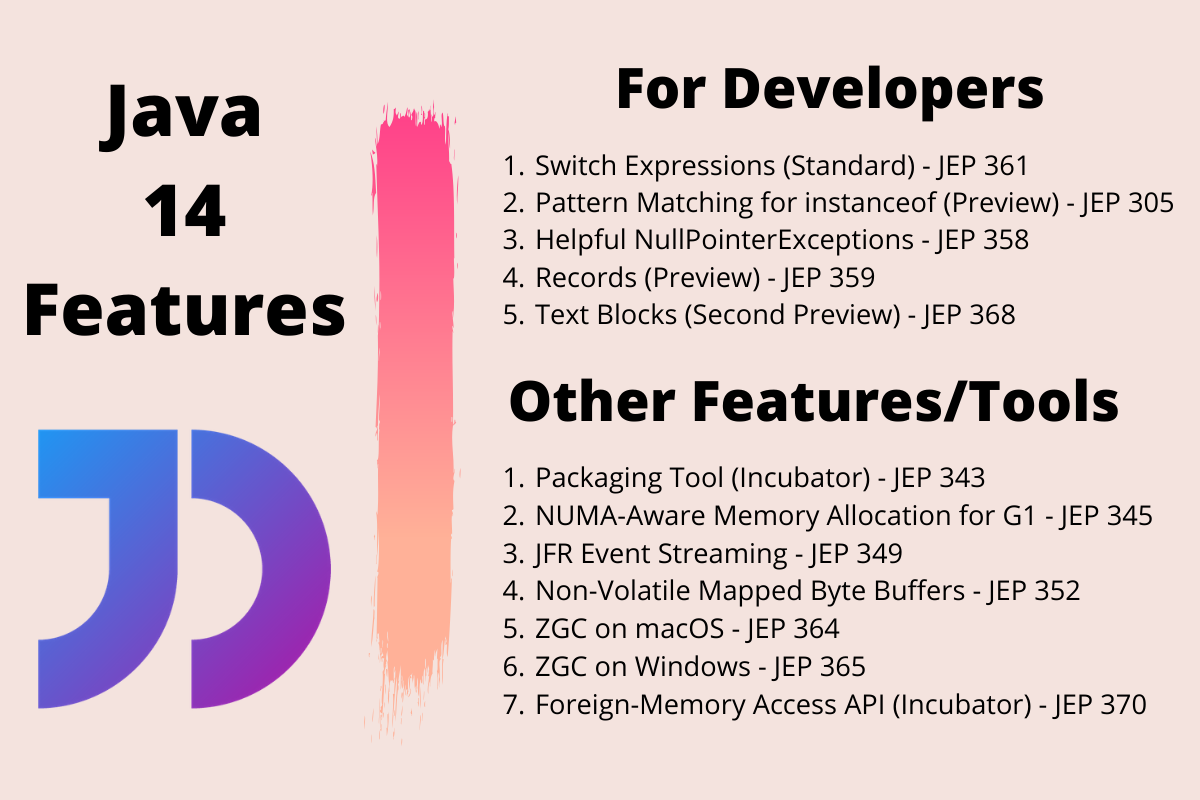 Java
14
Features
JD
For Developers
1. Switch Expressions (Standard) - JEP 361
2. Pattern Matching for instanceof (Preview) - JEP 305
3. Helpful NullPointerExceptions - JEP 358
4. Records (Preview) - JEP 359
5. Text Blocks (Second Preview) - JEP 368
Other Features/Tools
1. Packaging Tool (Incubator) - JEP 343
2. NUMA-Aware Memory Allocation for G1 - JEP 345
3. JFR Event Streaming - JEP 349
4. Non-Volatile Mapped Byte Buffers - JEP 352
5. ZGC on macOS - JEP 364
6. ZGC on Windows - JEP 365
7. Foreign-Memory Access API (Incubator) - JEP 370